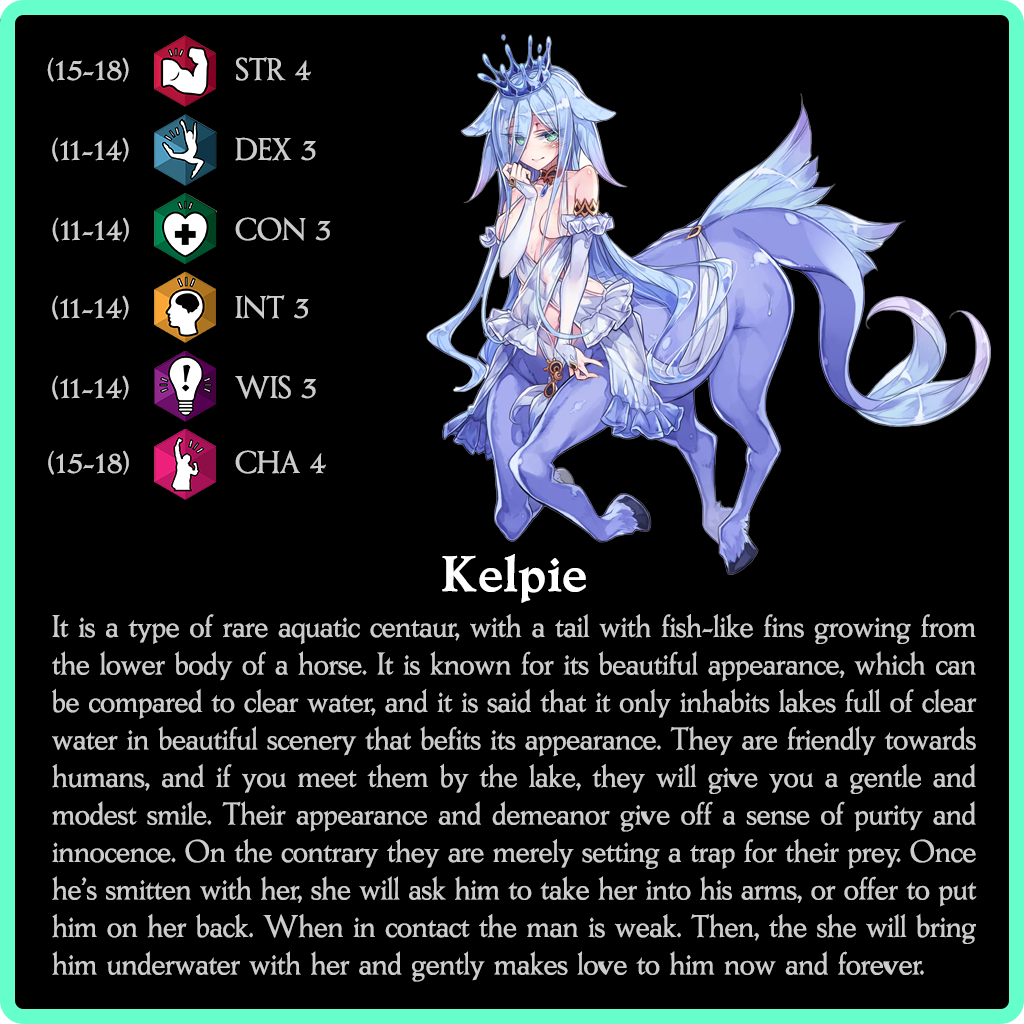 (15-18) STR 4
(11-14) DEX 3
(11-14) CON 3
(11-14) INT 3
(11-14) WIS 3
(15-18) CHA 4
Kelpie
It is a type of rare aquatic centaur, with a tail with fish-like fins growing from
the lower body of a horse. It is known for its beautiful appearance, which can
be compared to clear water, and it is said that it only inhabits lakes full of clear
water in beautiful scenery that befits its appearance. They are friendly towards
humans, and if you meet them by the lake, they will give you a gentle and
modest smile. Their appearance and demeanor give off a sense of purity and
innocence. On the contrary they are merely setting a trap for their prey. Once
he's smitten with her, she will ask him to take her into his arms, or offer to put
him on her back. When in contact the man is weak. Then, the she will bring
him underwater with her and gently makes love to him now and forever.